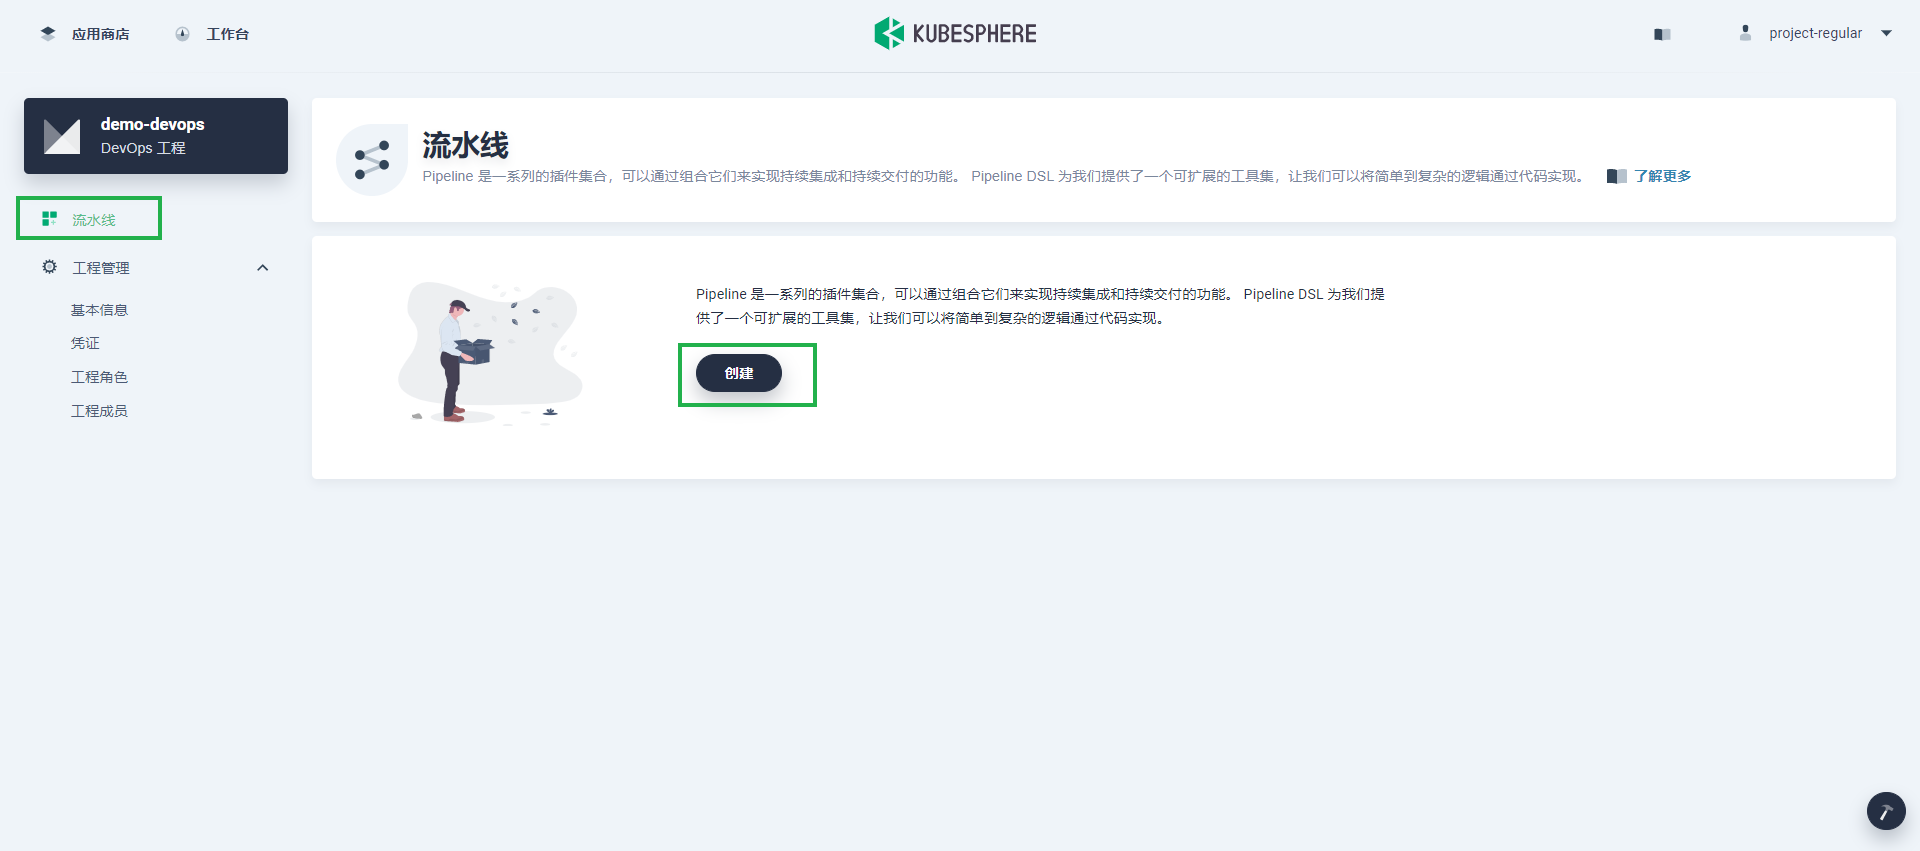 应用商店
工作台
KUBESPHERE
project-regular
demo-devops
DevOps 工程
流水线
工程管理
基本信息
凭证
工程角色
工程成员
流水线
Pipeline 是一系列的插件集合，可以通过组合它们来实现持续集成和持续交付的功能。 Pipeline DSL 为我们提供了一个可扩展的工具集，让我们可以将简单到复杂的逻辑通过代码实现。
了解更多
Pipeline 是一系列的插件集合，可以通过组合它们来实现持续集成和持续交付的功能。 Pipeline DSL 为我们提
供了一个可扩展的工具集，让我们可以将简单到复杂的逻辑通过代码实现。
创建